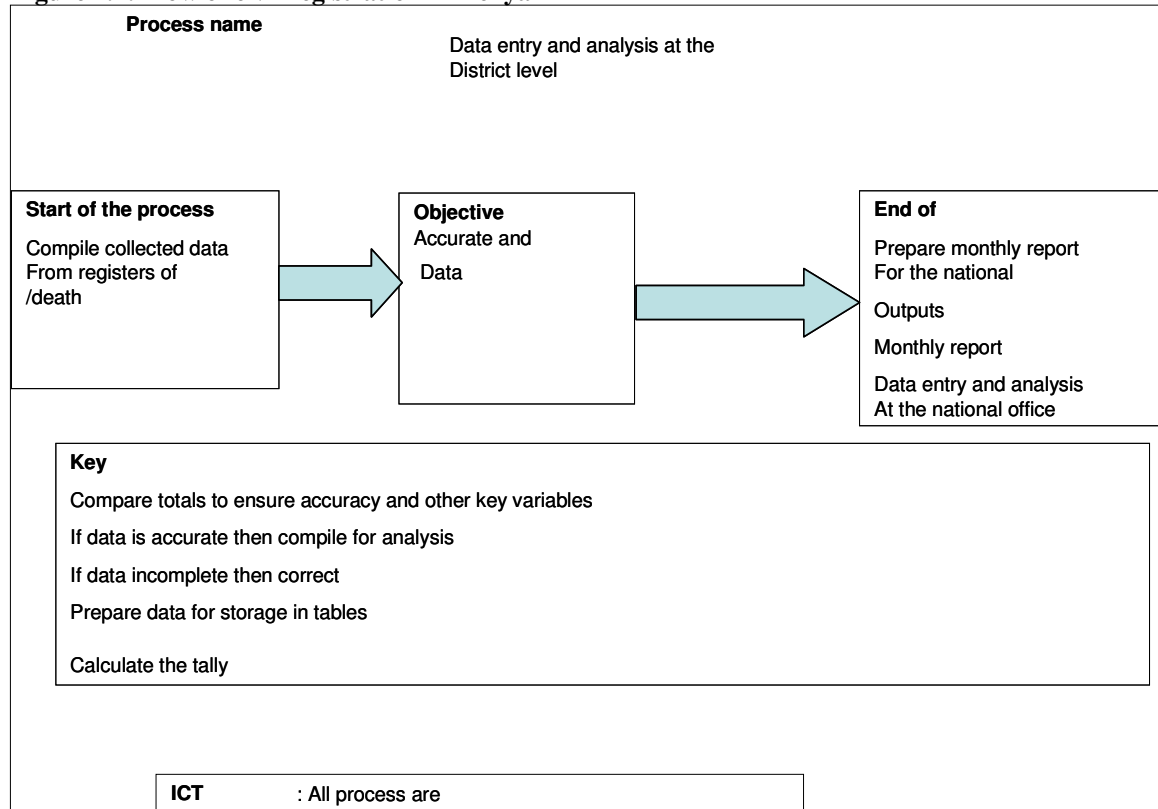 Process name
Data entry and analysis at the
District level
Start of the process
Compile collected data
From registers of
/death
Objective
Accurate and
Data
End of
Prepare monthly report
For the national
Outputs
Monthly report
Data entry and analysis
At the national office
Key
Compare totals to ensure accuracy and other key variables
If data is accurate then compile for analysis
If data incomplete then correct
Prepare data for storage in tables
Calculate the tally
ICT : All process are